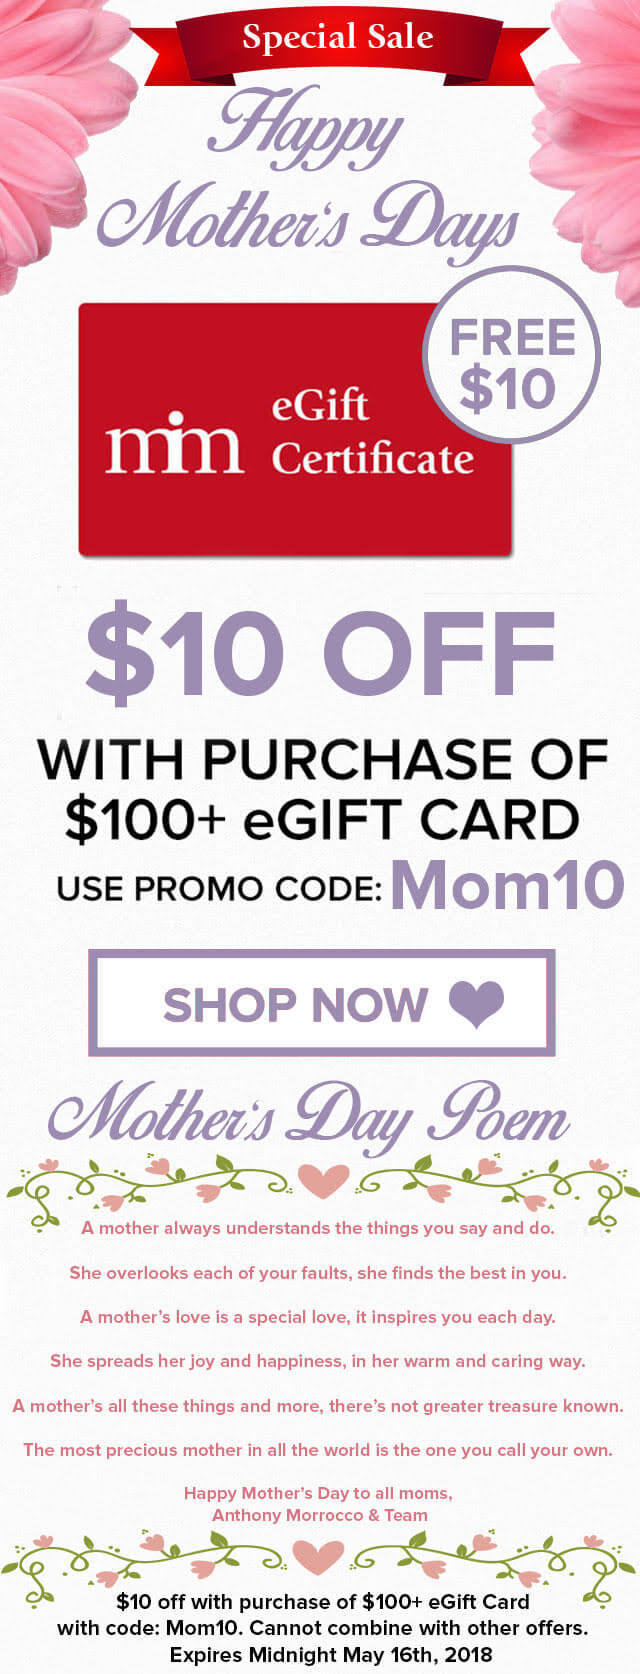 Special Sale
Happy
Mother's Days
FREE
$10
mim
eGift
Certificate
$10 OFF
WITH PURCHASE OF
$100+ eGIFT CARD
USE PROMO CODE: Mom10
SHOP NOW
Mother's Day Poem
A mother always understands the things you say and do.
She overlooks each of your faults, she finds the best in you.
A mother's love is a special love, it inspires you each day.
She spreads her joy and happiness, in her warm and caring way.
A mother's all these things and more, there's not greater treasure known.
The most precious mother in all the world is the one you call your own.
Happy Mother's Day to all moms,
Anthony Morrocco & Team
$10 off with purchase of $100+ eGift Card
with code: Mom10. Cannot combine with other offers.
Expires Midnight May 16th, 2018